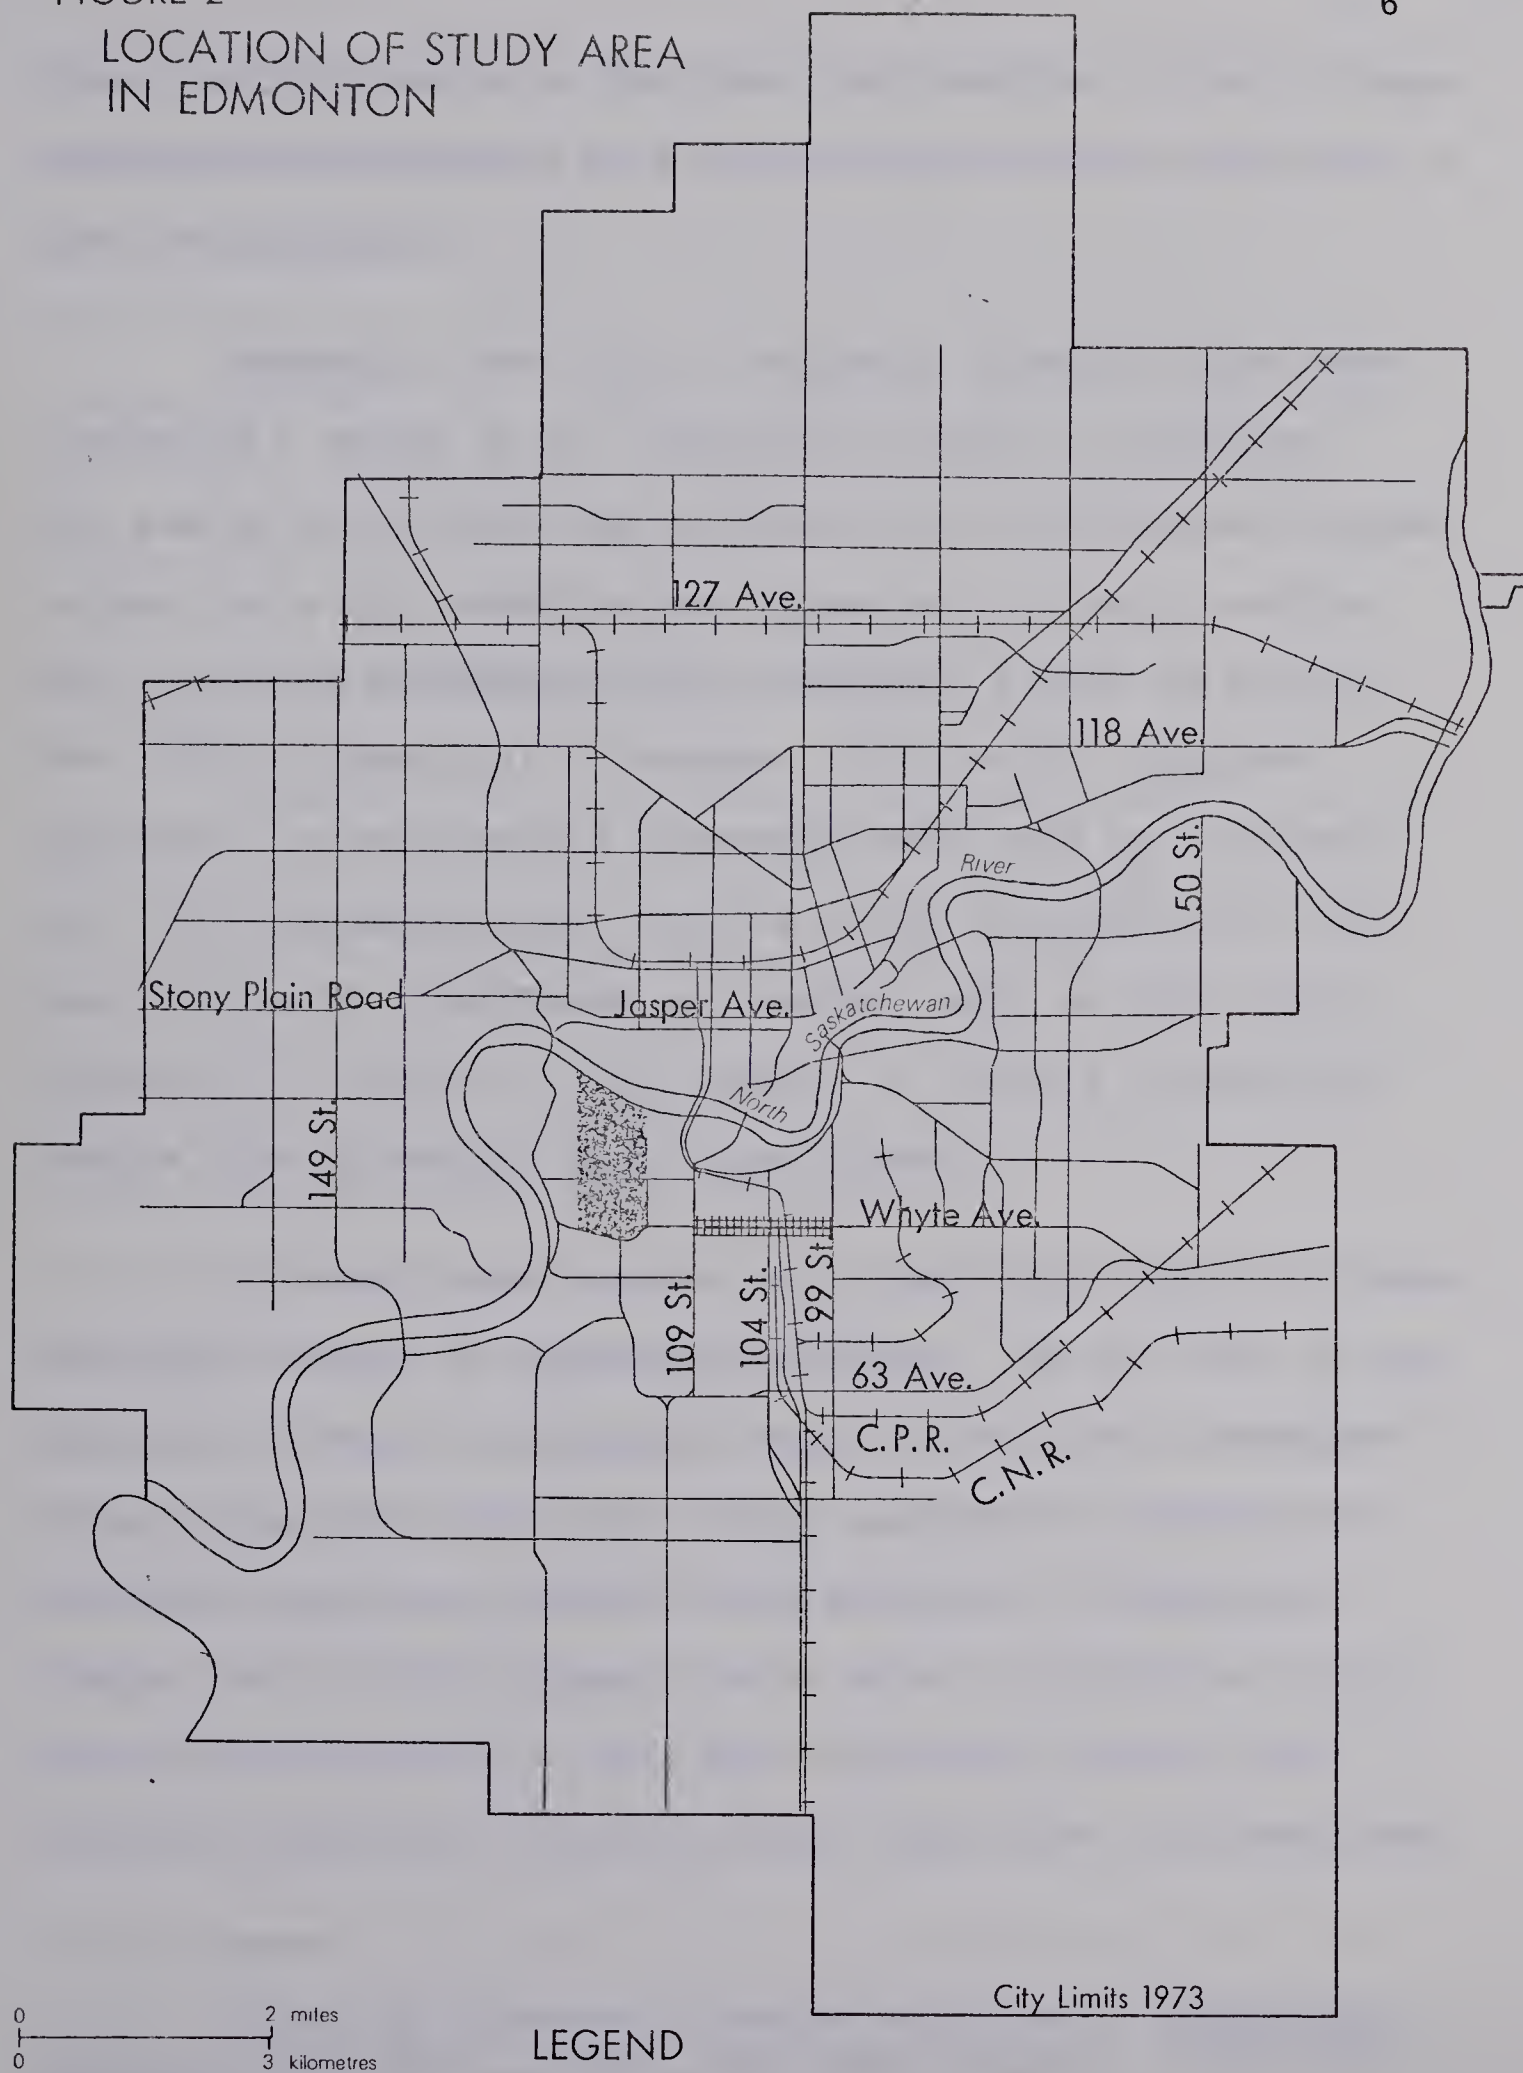 FIGURE 2
6
LOCATION OF STUDY AREA
IN EDMONTON
127 Ave.
118 Ave.
River
50 St.
Stony Plain Road
Jasper Ave.
Saskatchewan
North
149 St.
Whyte Ave.
109 St.
104 St.
99 St.
63 Ave.
C.P.R.
C.N.R.
City Limits 1973
0 2 miles
0 3 kilometres
LEGEND